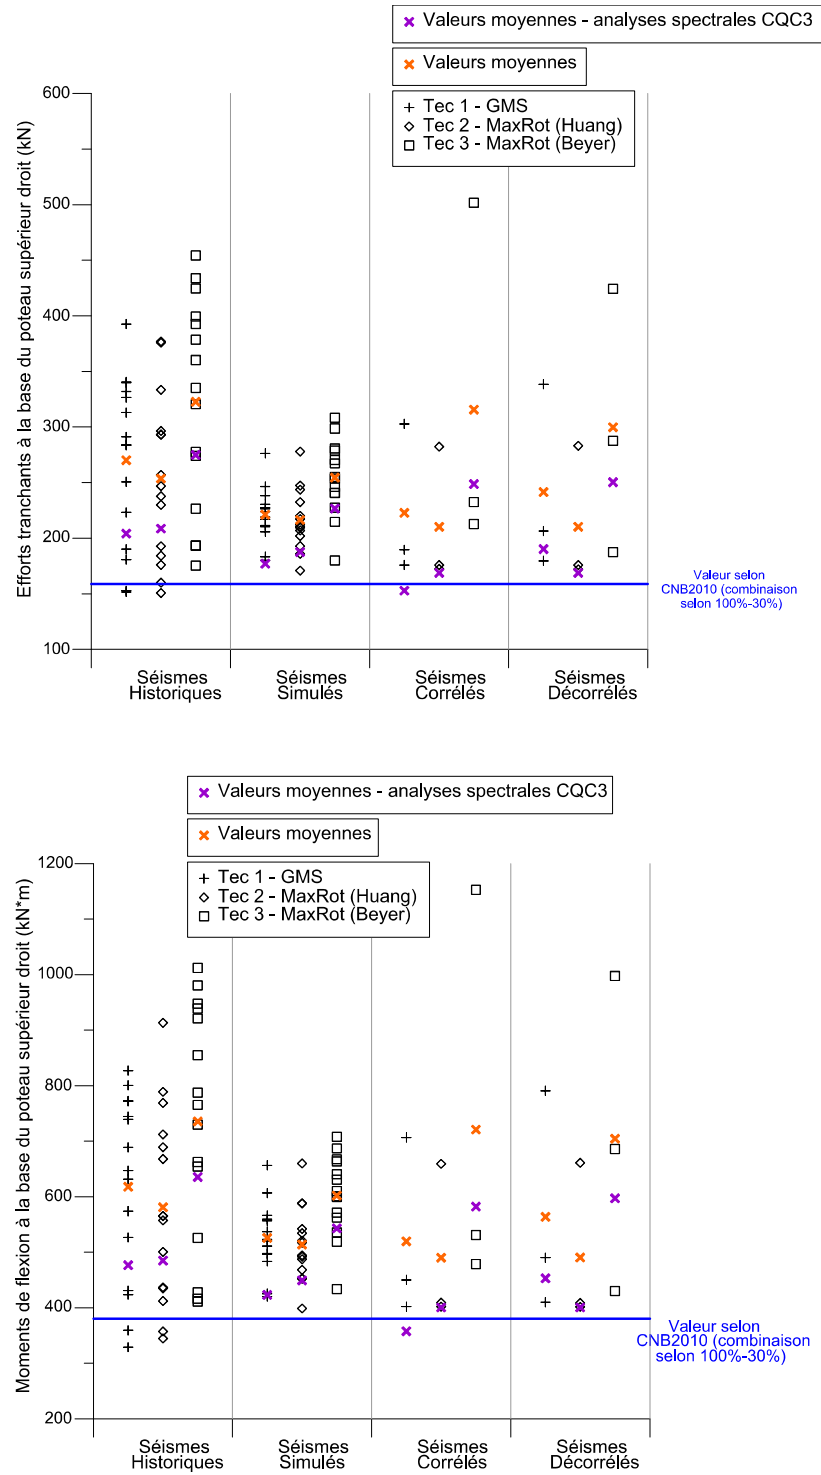 Valeurs moyennes - analyses spectrales CQC3
Valeurs moyennes
Tec 1 - GMS
Tec 2 - MaxRot (Huang)
Tec 3 - MaxRot (Beyer)
Efforts tranchants à la base du poteau supérieur droit (kN)
600
500
400
300
200
100
Valeur selon
CNB2010 (combinaison
selon 100%-30%)
Séismes
Historiques
Séismes
Simulés
Séismes
Corrélés
Séismes
Décorrélés
Valeurs moyennes - analyses spectrales CQC3
Valeurs moyennes
Tec 1 - GMS
Tec 2 - MaxRot (Huang)
Tec 3 - MaxRot (Beyer)
Moments de flexion à la base du poteau supérieur droit (kN*m)
1200
1000
800
600
400
200
Valeur selon
CNB2010 (combinaison
selon 100%-30%)
Séismes
Historiques
Séismes
Simulés
Séismes
Corrélés
Séismes
Décorrélés